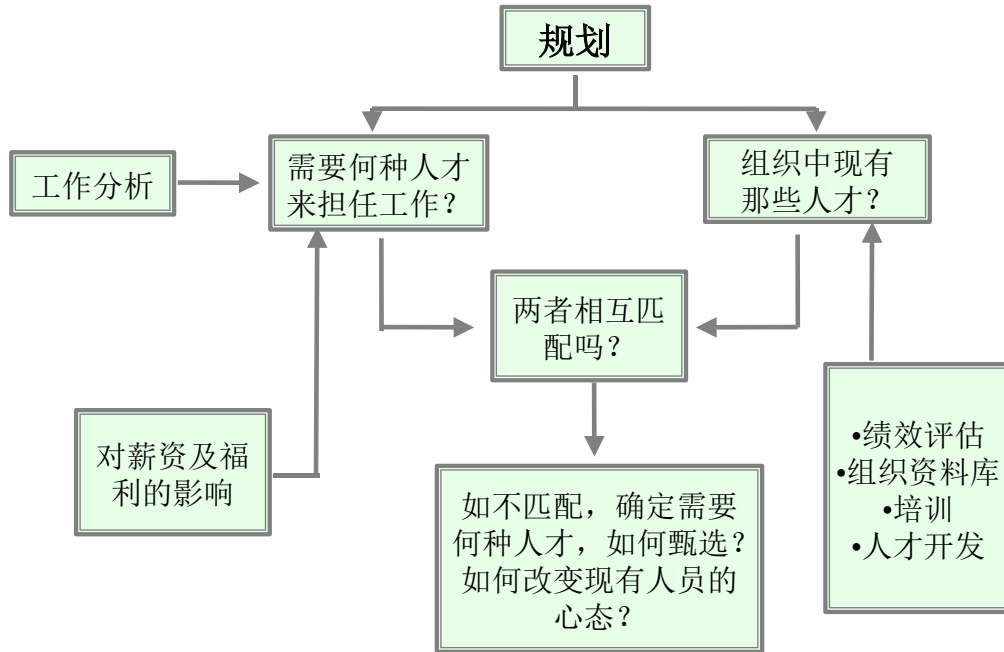 规划
工作分析
需要何种人才
来担任工作？
组织中现有
那些人才？
两者相互匹
配吗？
对薪资及福
利的影响
如不匹配，确定需要
何种人才，如何甄选？
如何改变现有人员的
心态？
•绩效评估
•组织资料库
•培训
•人才开发